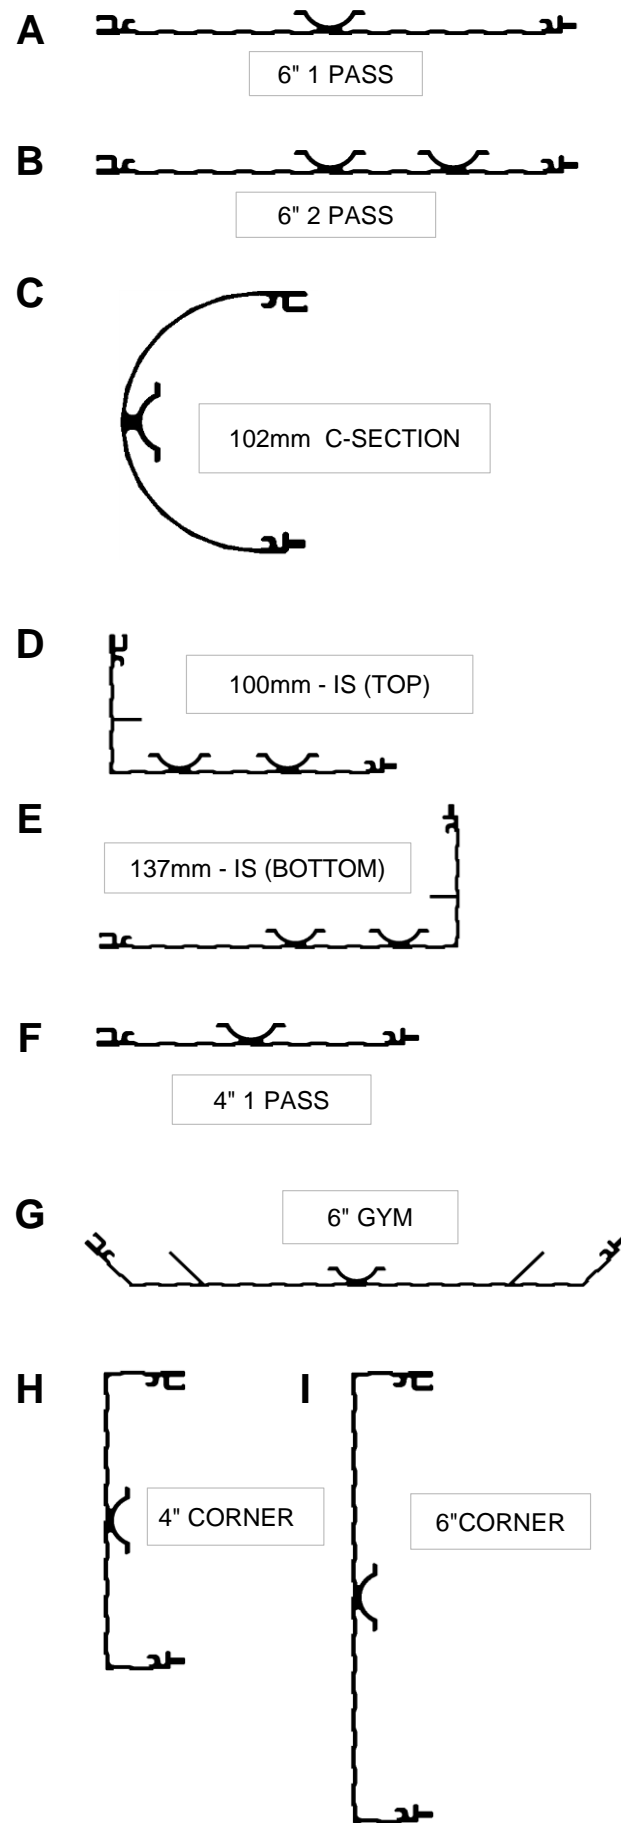 A
6" 1 PASS
B
6" 2 PASS
C
102mm  C-SECTION
D
100mm - IS (TOP)
E
137mm - IS (BOTTOM)
F
4" 1 PASS
G
6" GYM
H
I
4" CORNER
6"CORNER